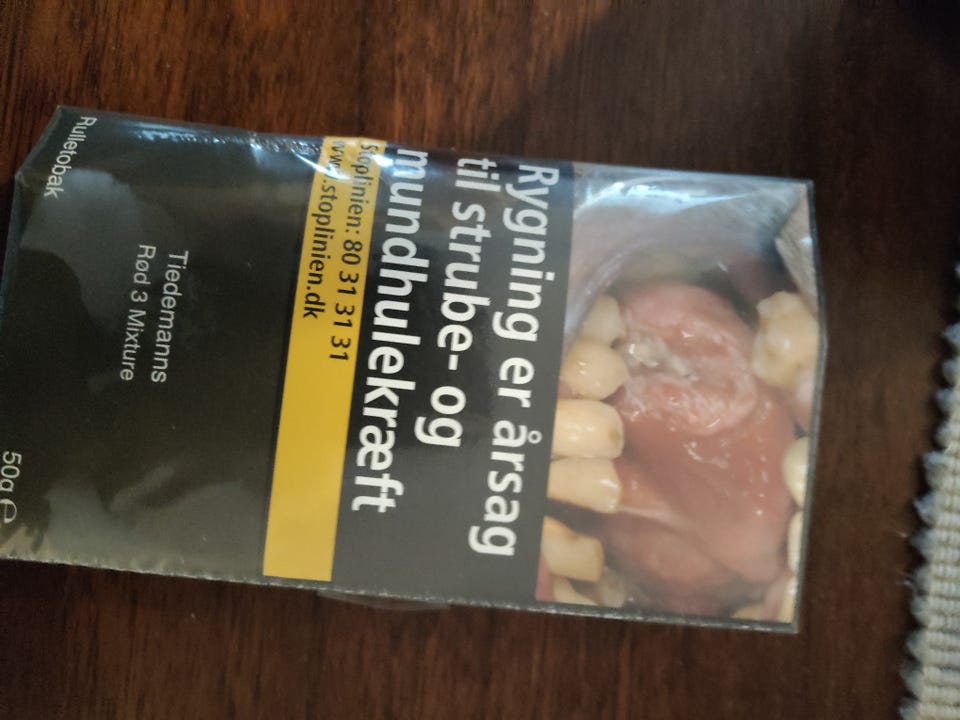 Rygning er årsag
til strube- og
mundhulekræft
Stoplinien: 80 31 31 31
www.stoplinien.dk
Tiedemanns
Rød 3 Mixture
Rulletobak
50g e